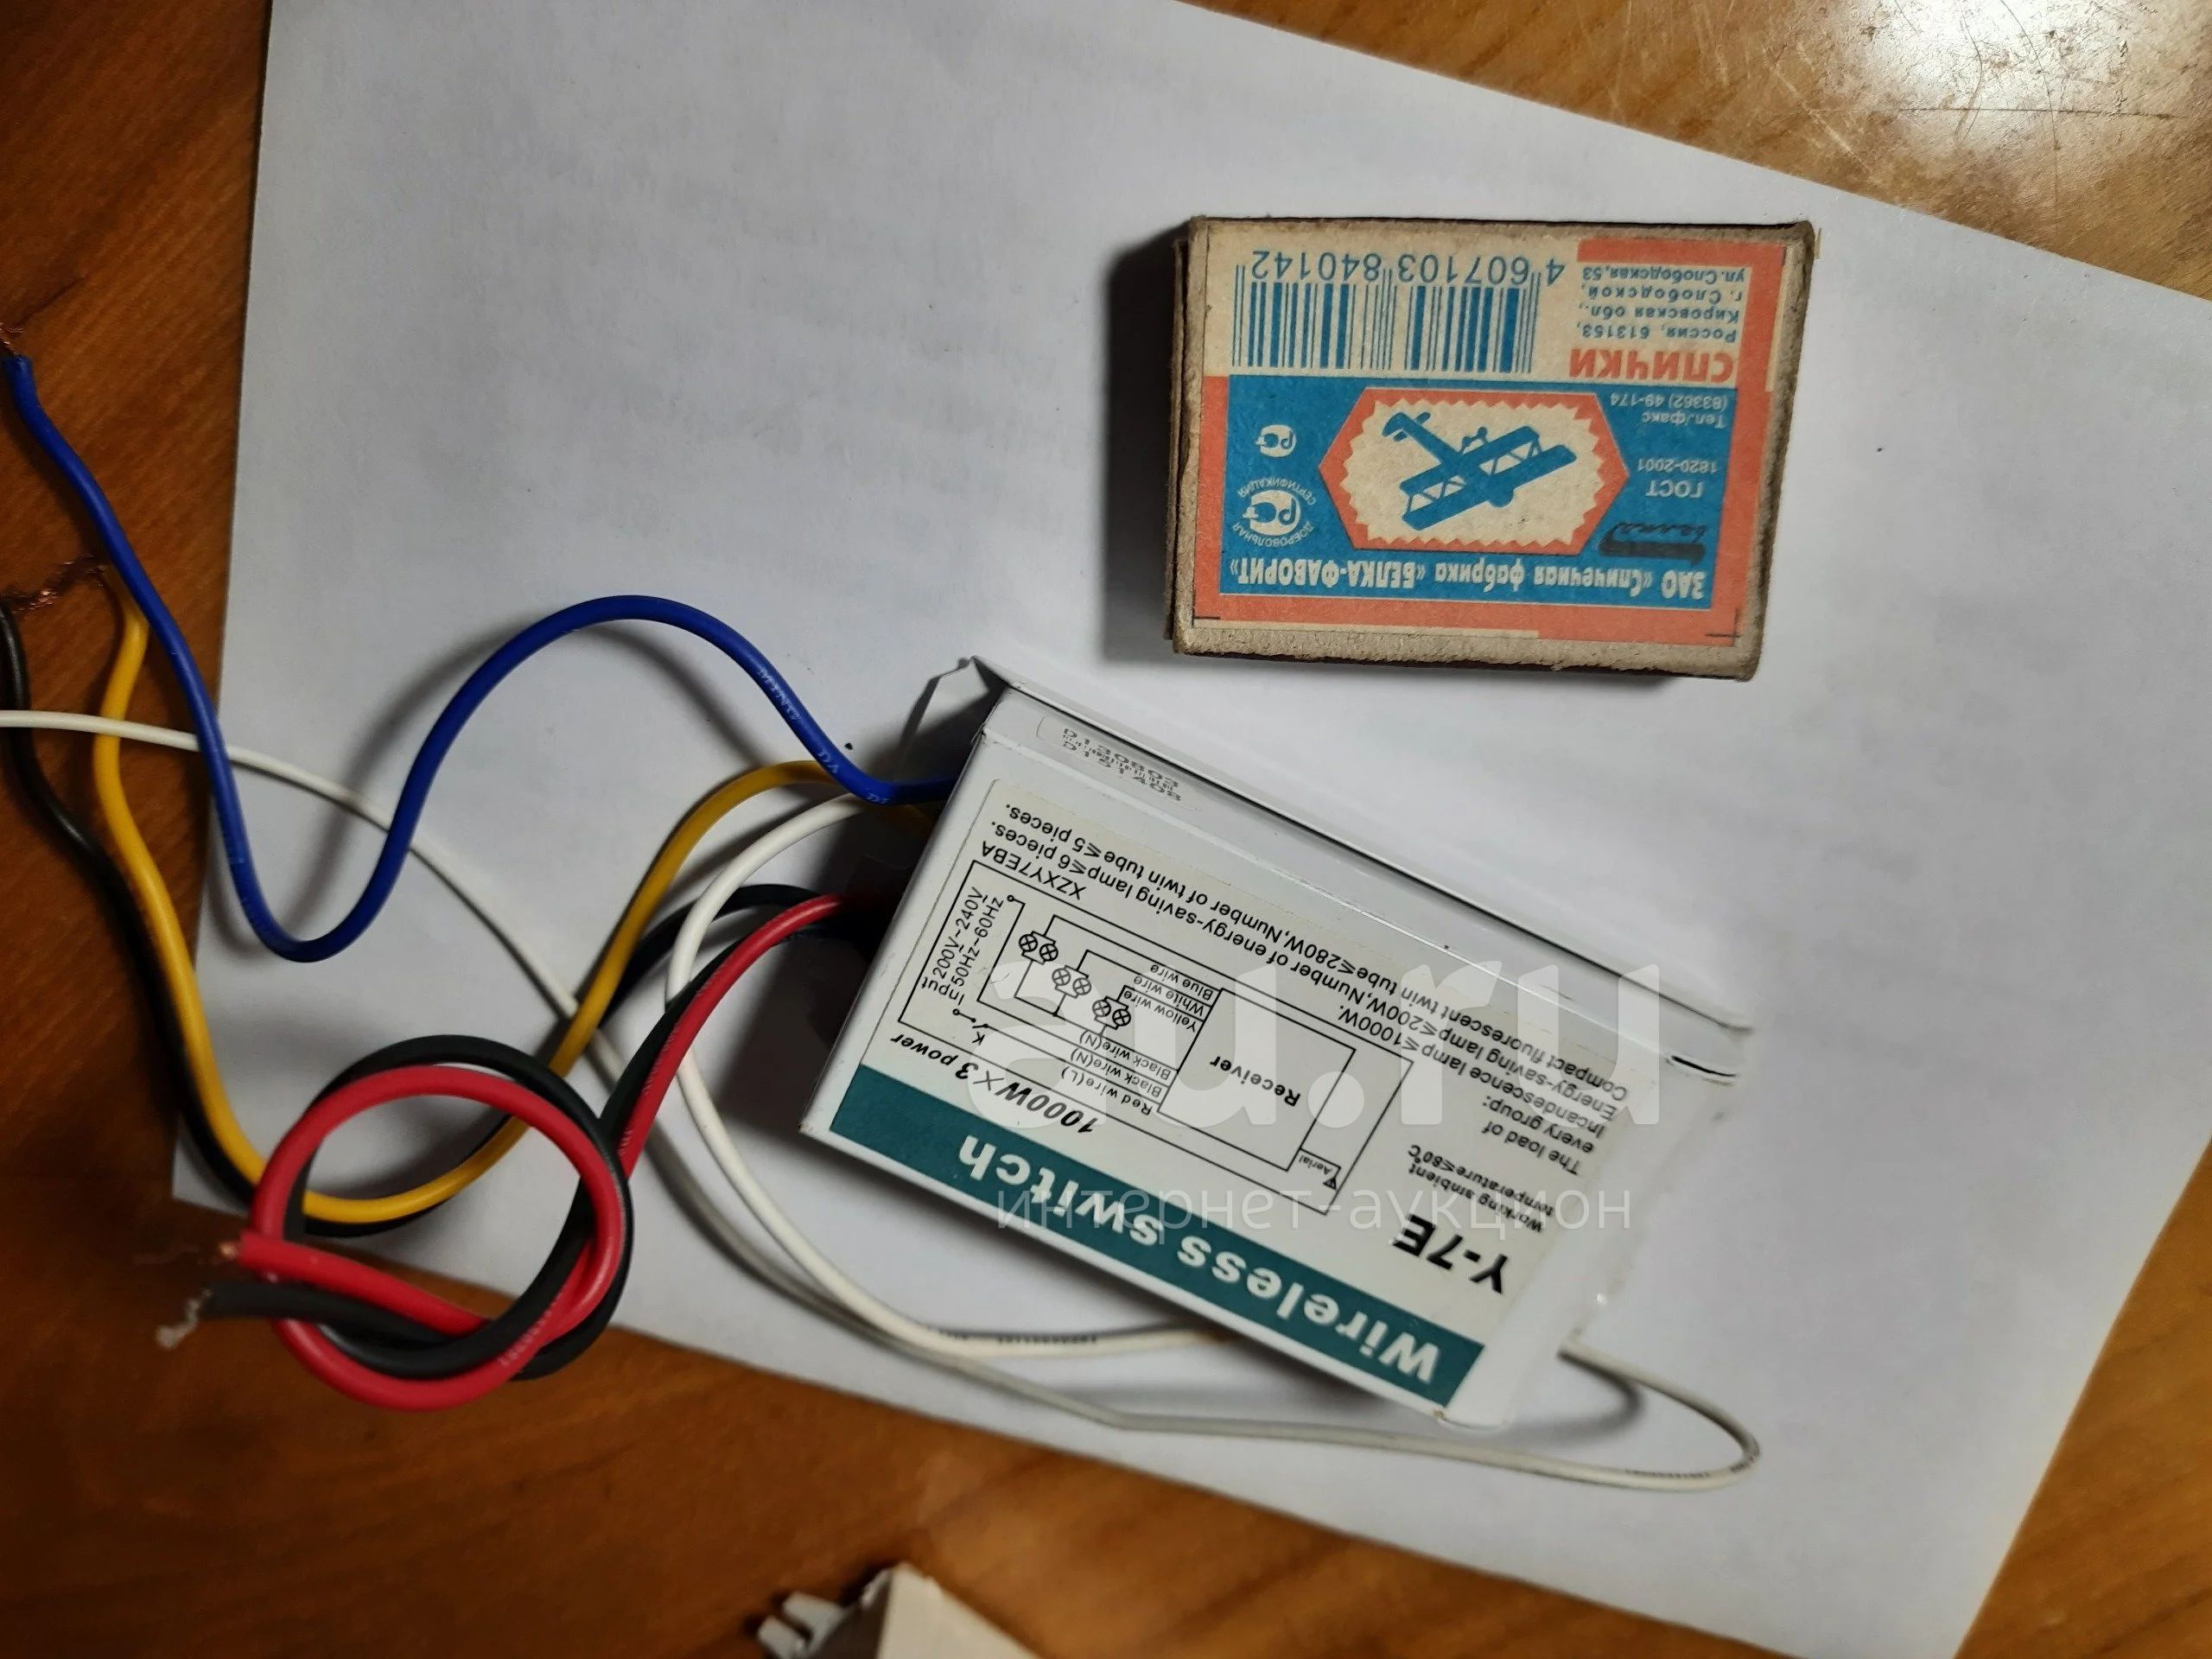 4 607103 840142
Россия, 613153,
Кировская обл.,
г. Слободской,
ул. Слободская, 53
СПИЧКИ
Тел./факс
(83362) 49-174
ГОСТ
1820-2001
ДОБРОВОЛЬНАЯ
СЕРТИФИКАЦИЯ
ЗАО «Спичечная фабрика «БЕЛКА-ФАВОРИТ»
Wireless switch
Y-7E
1000W×3 power
Working ambient
temperature≤80℃
The load of
every group:
Incandescence lamp≤1000W.
Energy-saving lamp≤200W,Number of energy-saving lamp≤6 pieces.
Compact fluorescent twin tube≤280W,Number of twin tube≤5 pieces.
Aerial
Receiver
Red wire(L)
Black wire(N)
Black wire(N)
Yellow wire
White wire
Blue wire
K
Input
200V~240V
50Hz~60Hz
XZXY7EBA
au.ru
интернет-аукцион